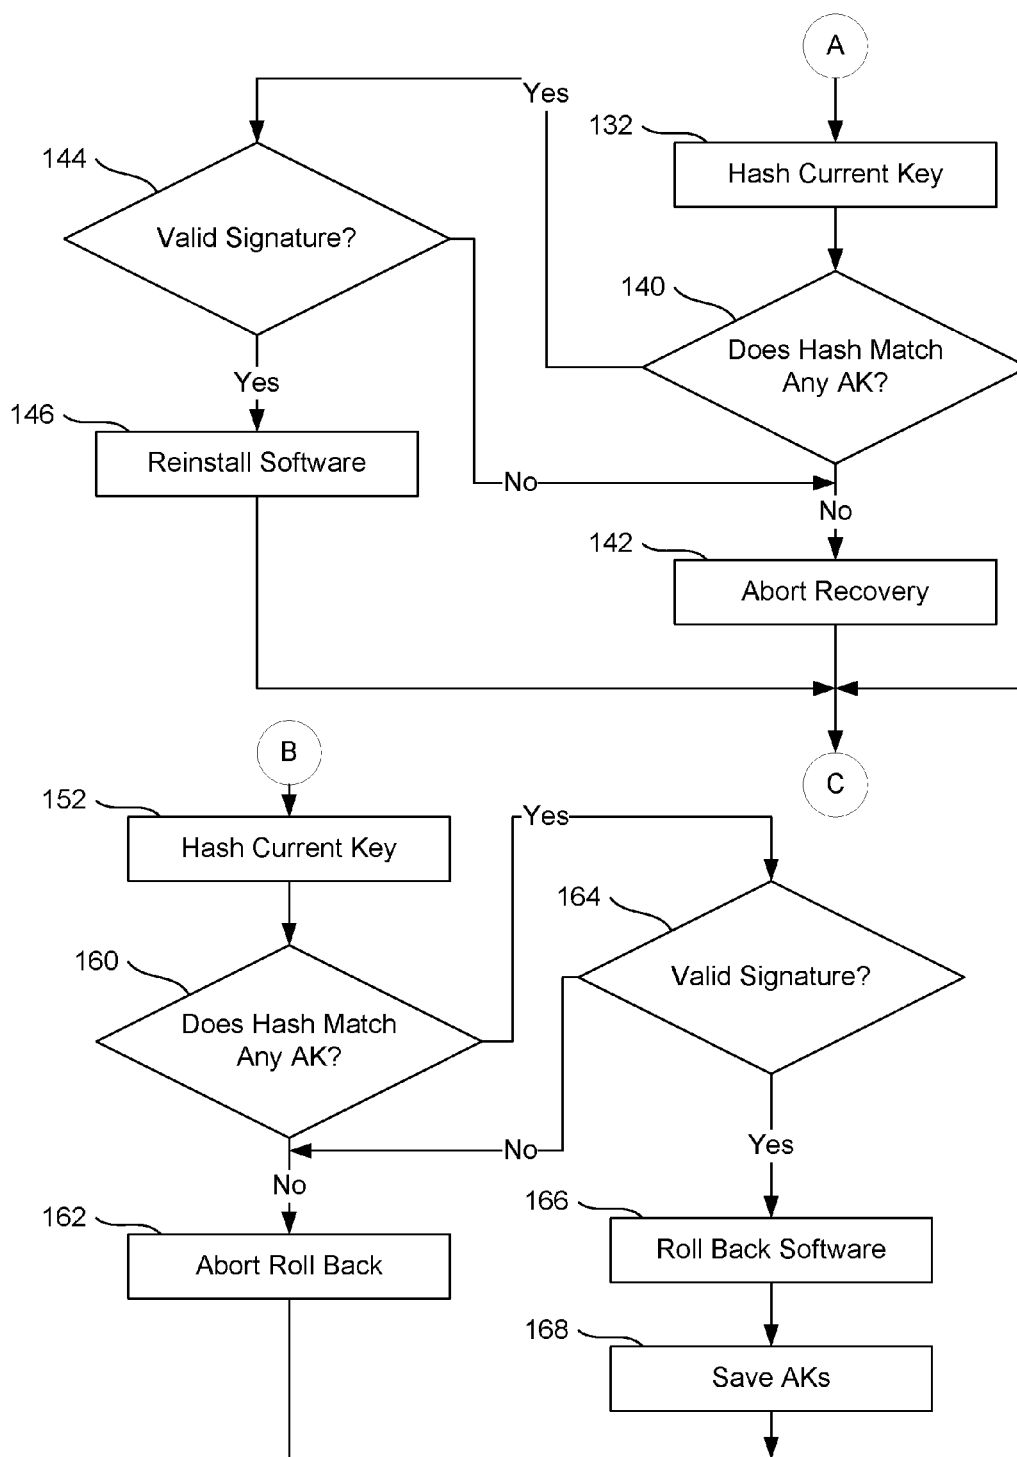 A
Yes
132
Hash Current Key
144
Valid Signature?
140
Does Hash Match
Any AK?
Yes
146
Reinstall Software
No
No
142
Abort Recovery
B
C
152
Hash Current Key
Yes
164
Valid Signature?
160
Does Hash Match
Any AK?
No
Yes
No
162
Abort Roll Back
166
Roll Back Software
168
Save AKs